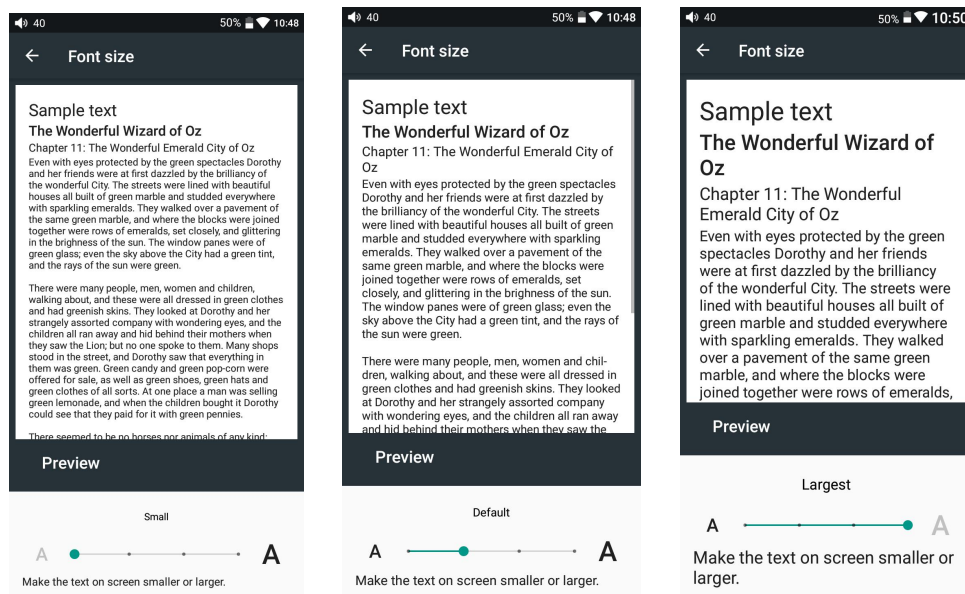 40 50% 10:48
Font size
Sample text
The Wonderful Wizard of Oz
Chapter 11: The Wonderful Emerald City of Oz
Even with eyes protected by the green spectacles Dorothy
and her friends were at first dazzled by the brilliancy of
the wonderful City. The streets were lined with beautiful
houses all built of green marble and studded everywhere
with sparkling emeralds. They walked over a pavement of
the same green marble, and where the blocks were joined
together were rows of emeralds, set closely, and glittering
in the brighness of the sun. The window panes were of
green glass; even the sky above the City had a green tint,
and the rays of the sun were green.
There were many people, men, women and children,
walking about, and these were all dressed in green clothes
and had greenish skins. They looked at Dorothy and her
strangely assorted company with wondering eyes, and the
children all ran away and hid behind their mothers when
they saw the Lion; but no one spoke to them. Many shops
stood in the street, and Dorothy saw that everything in
them was green. Green candy and green pop-corn were
offered for sale, as well as green shoes, green hats and
green clothes of all sorts. At one place a man was selling
green lemonade, and when the children bought it Dorothy
could see that they paid for it with green pennies.
There seemed to be no horses nor animals of any kind;
Preview
Small
A A
Make the text on screen smaller or larger.
40 50% 10:48
Font size
Sample text
The Wonderful Wizard of Oz
Chapter 11: The Wonderful Emerald City of
Oz
Even with eyes protected by the green spectacles
Dorothy and her friends were at first dazzled by
the brilliancy of the wonderful City. The streets
were lined with beautiful houses all built of green
marble and studded everywhere with sparkling
emeralds. They walked over a pavement of the
same green marble, and where the blocks were
joined together were rows of emeralds, set
closely, and glittering in the brighness of the sun.
The window panes were of green glass; even the
sky above the City had a green tint, and the rays of
the sun were green.
There were many people, men, women and chil-
dren, walking about, and these were all dressed in
green clothes and had greenish skins. They looked
at Dorothy and her strangely assorted company
with wondering eyes, and the children all ran away
and hid behind their mothers when they saw the
Preview
Default
A A
Make the text on screen smaller or larger.
40 50% 10:50
Font size
Sample text
The Wonderful Wizard of
Oz
Chapter 11: The Wonderful
Emerald City of Oz
Even with eyes protected by the green
spectacles Dorothy and her friends
were at first dazzled by the brilliancy
of the wonderful City. The streets were
lined with beautiful houses all built of
green marble and studded everywhere
with sparkling emeralds. They walked
over a pavement of the same green
marble, and where the blocks were
joined together were rows of emeralds,
Preview
Largest
A A
Make the text on screen smaller or
larger.